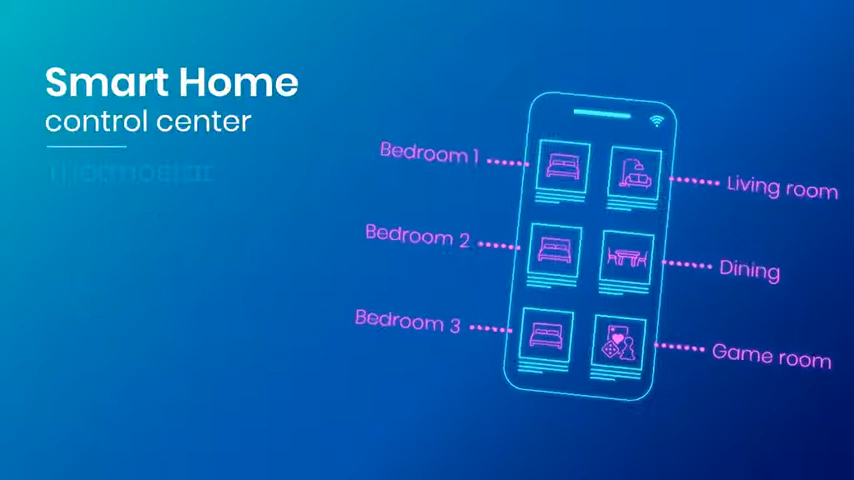 Smart Home
control center
Bedroom 1
Living room
Bedroom 2
Dining
Bedroom 3
Game room